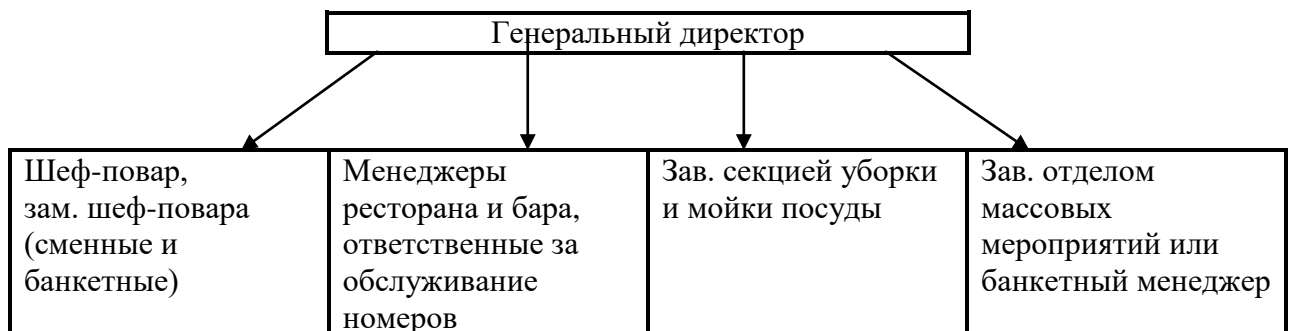 Генеральный директор
Шеф-повар,
зам. шеф-повара
(сменные и
банкетные)
Менеджеры
ресторана и бара,
ответственные за
обслуживание
номеров
Зав. секцией уборки
и мойки посуды
Зав. отделом
массовых
мероприятий или
банкетный менеджер